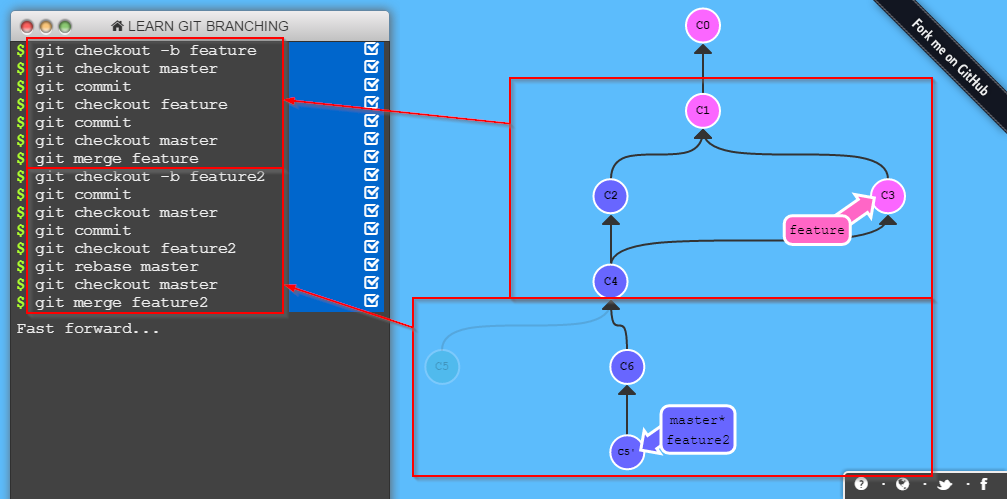 LEARN GIT BRANCHING
$ git checkout -b feature
$ git checkout master
$ git commit
$ git checkout feature
$ git commit
$ git checkout master
$ git merge feature
$ git checkout -b feature2
$ git commit
$ git checkout master
$ git commit
$ git checkout feature2
$ git rebase master
$ git checkout master
$ git merge feature2
Fast forward...
C0
C1
C2
C3
feature
C4
C5
C6
master*
feature2
C5'
Fork me on GitHub
?
f